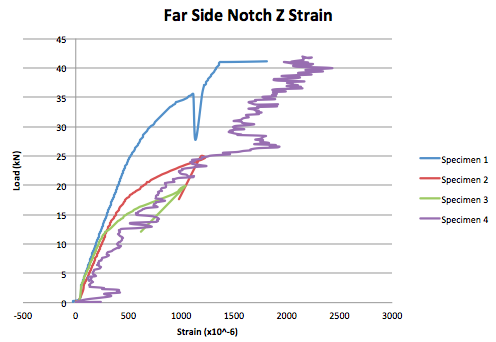 Far Side Notch Z Strain
45
40
35
30
25
20
15
10
5
0
Load (kN)
-500 0 500 1000 1500 2000 2500 3000
Strain (x10^-6)
Specimen 1
Specimen 2
Specimen 3
Specimen 4